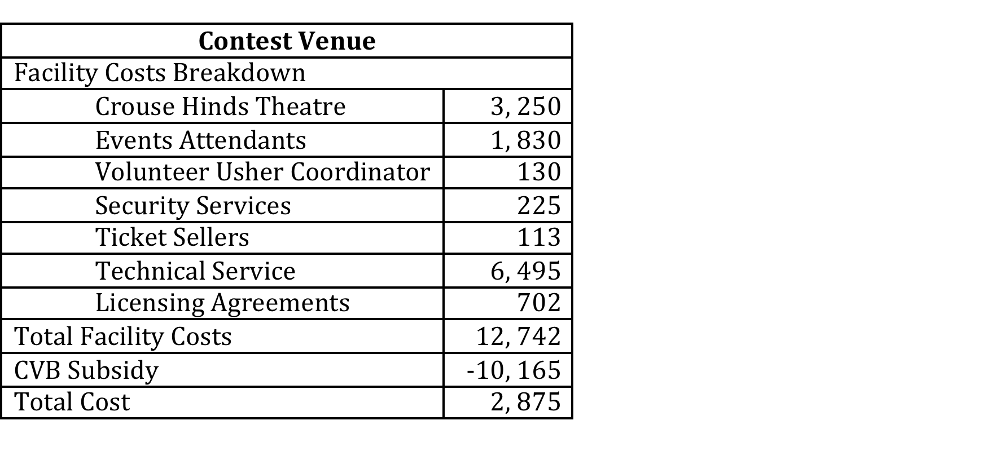 Contest Venue
Facility Costs Breakdown
Crouse Hinds Theatre 3, 250
Events Attendants 1, 830
Volunteer Usher Coordinator 130
Security Services 225
Ticket Sellers 113
Technical Service 6, 495
Licensing Agreements 702
Total Facility Costs 12, 742
CVB Subsidy -10, 165
Total Cost 2, 875